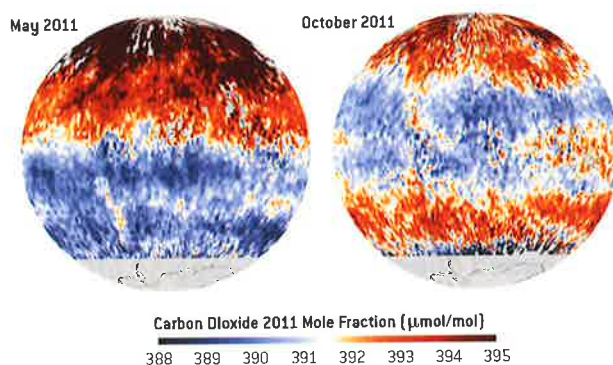 May 2011
October 2011
Carbon Dioxide 2011 Mole Fraction (μmol/mol)
388 389 390 391 392 393 394 395